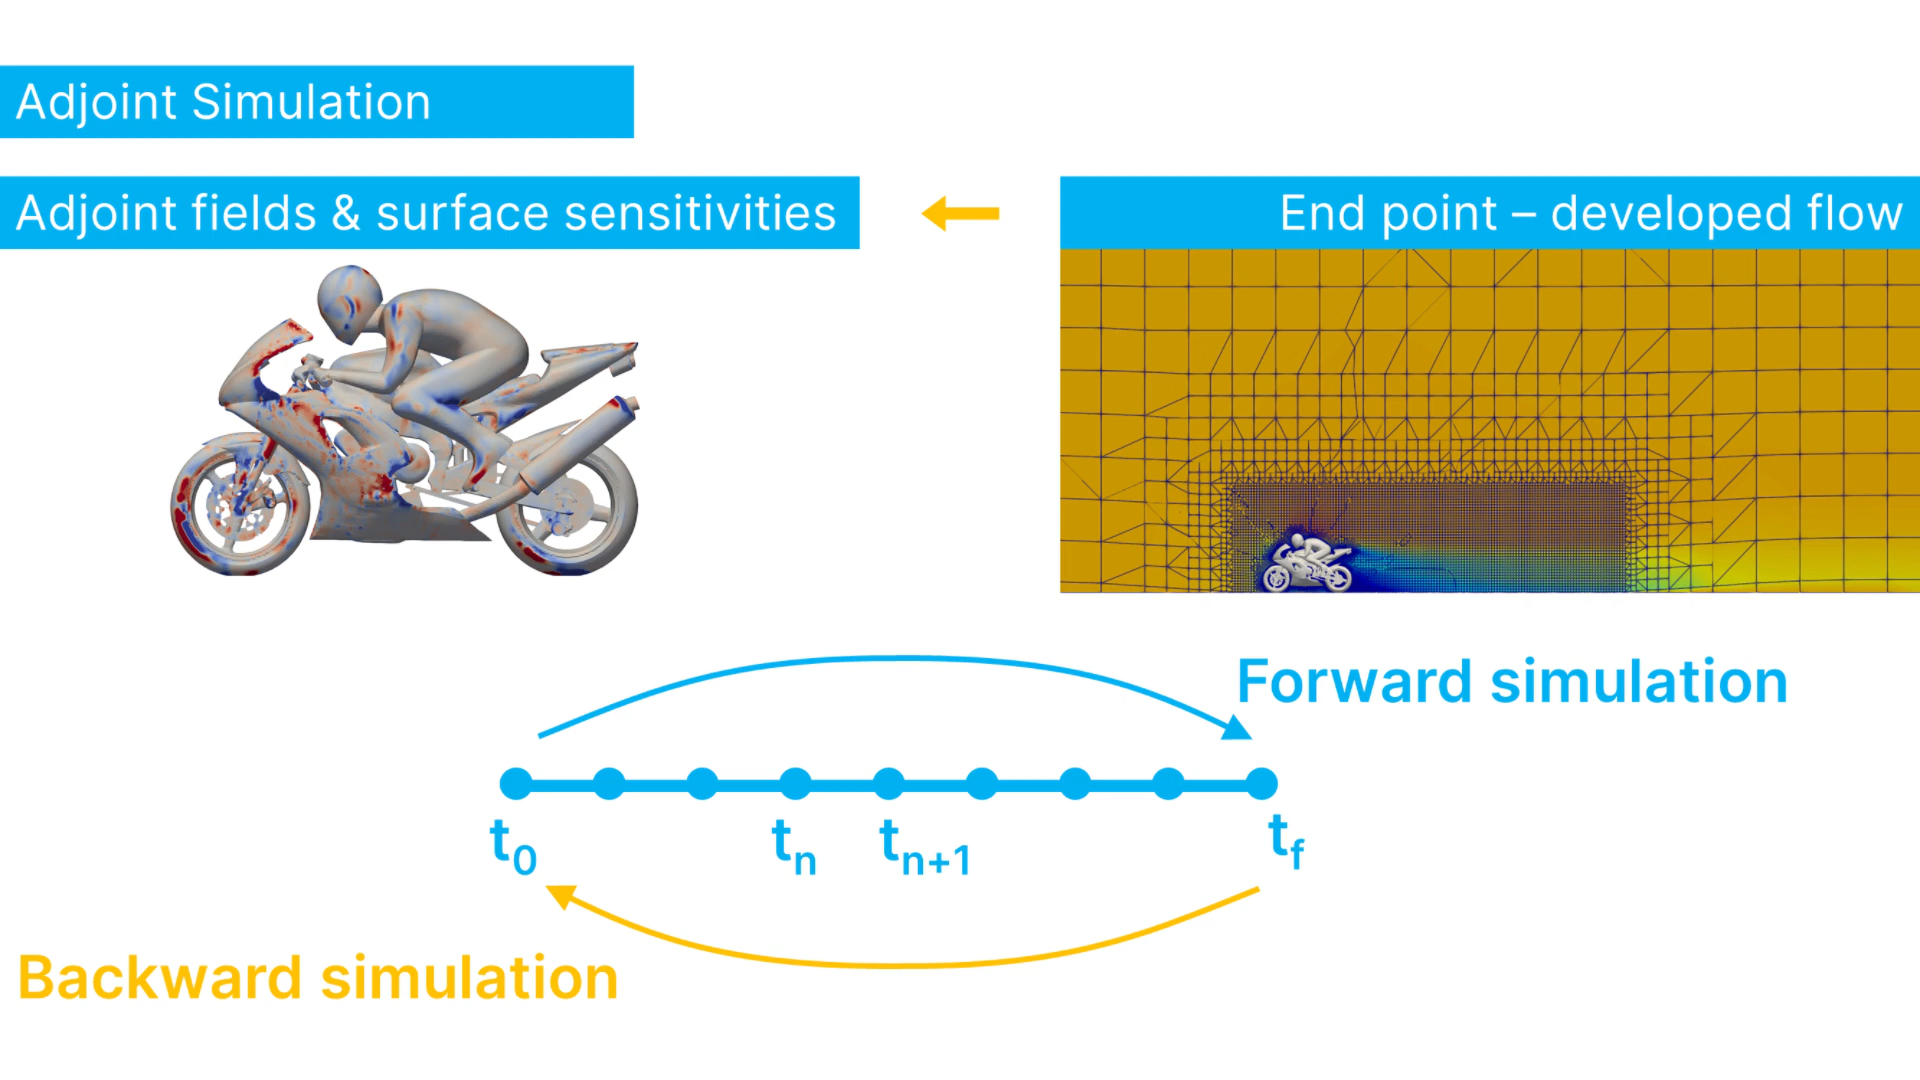 Adjoint Simulation
Adjoint fields & surface sensitivities
End point – developed flow
Forward simulation
t0
tn
tn+1
tf
Backward simulation